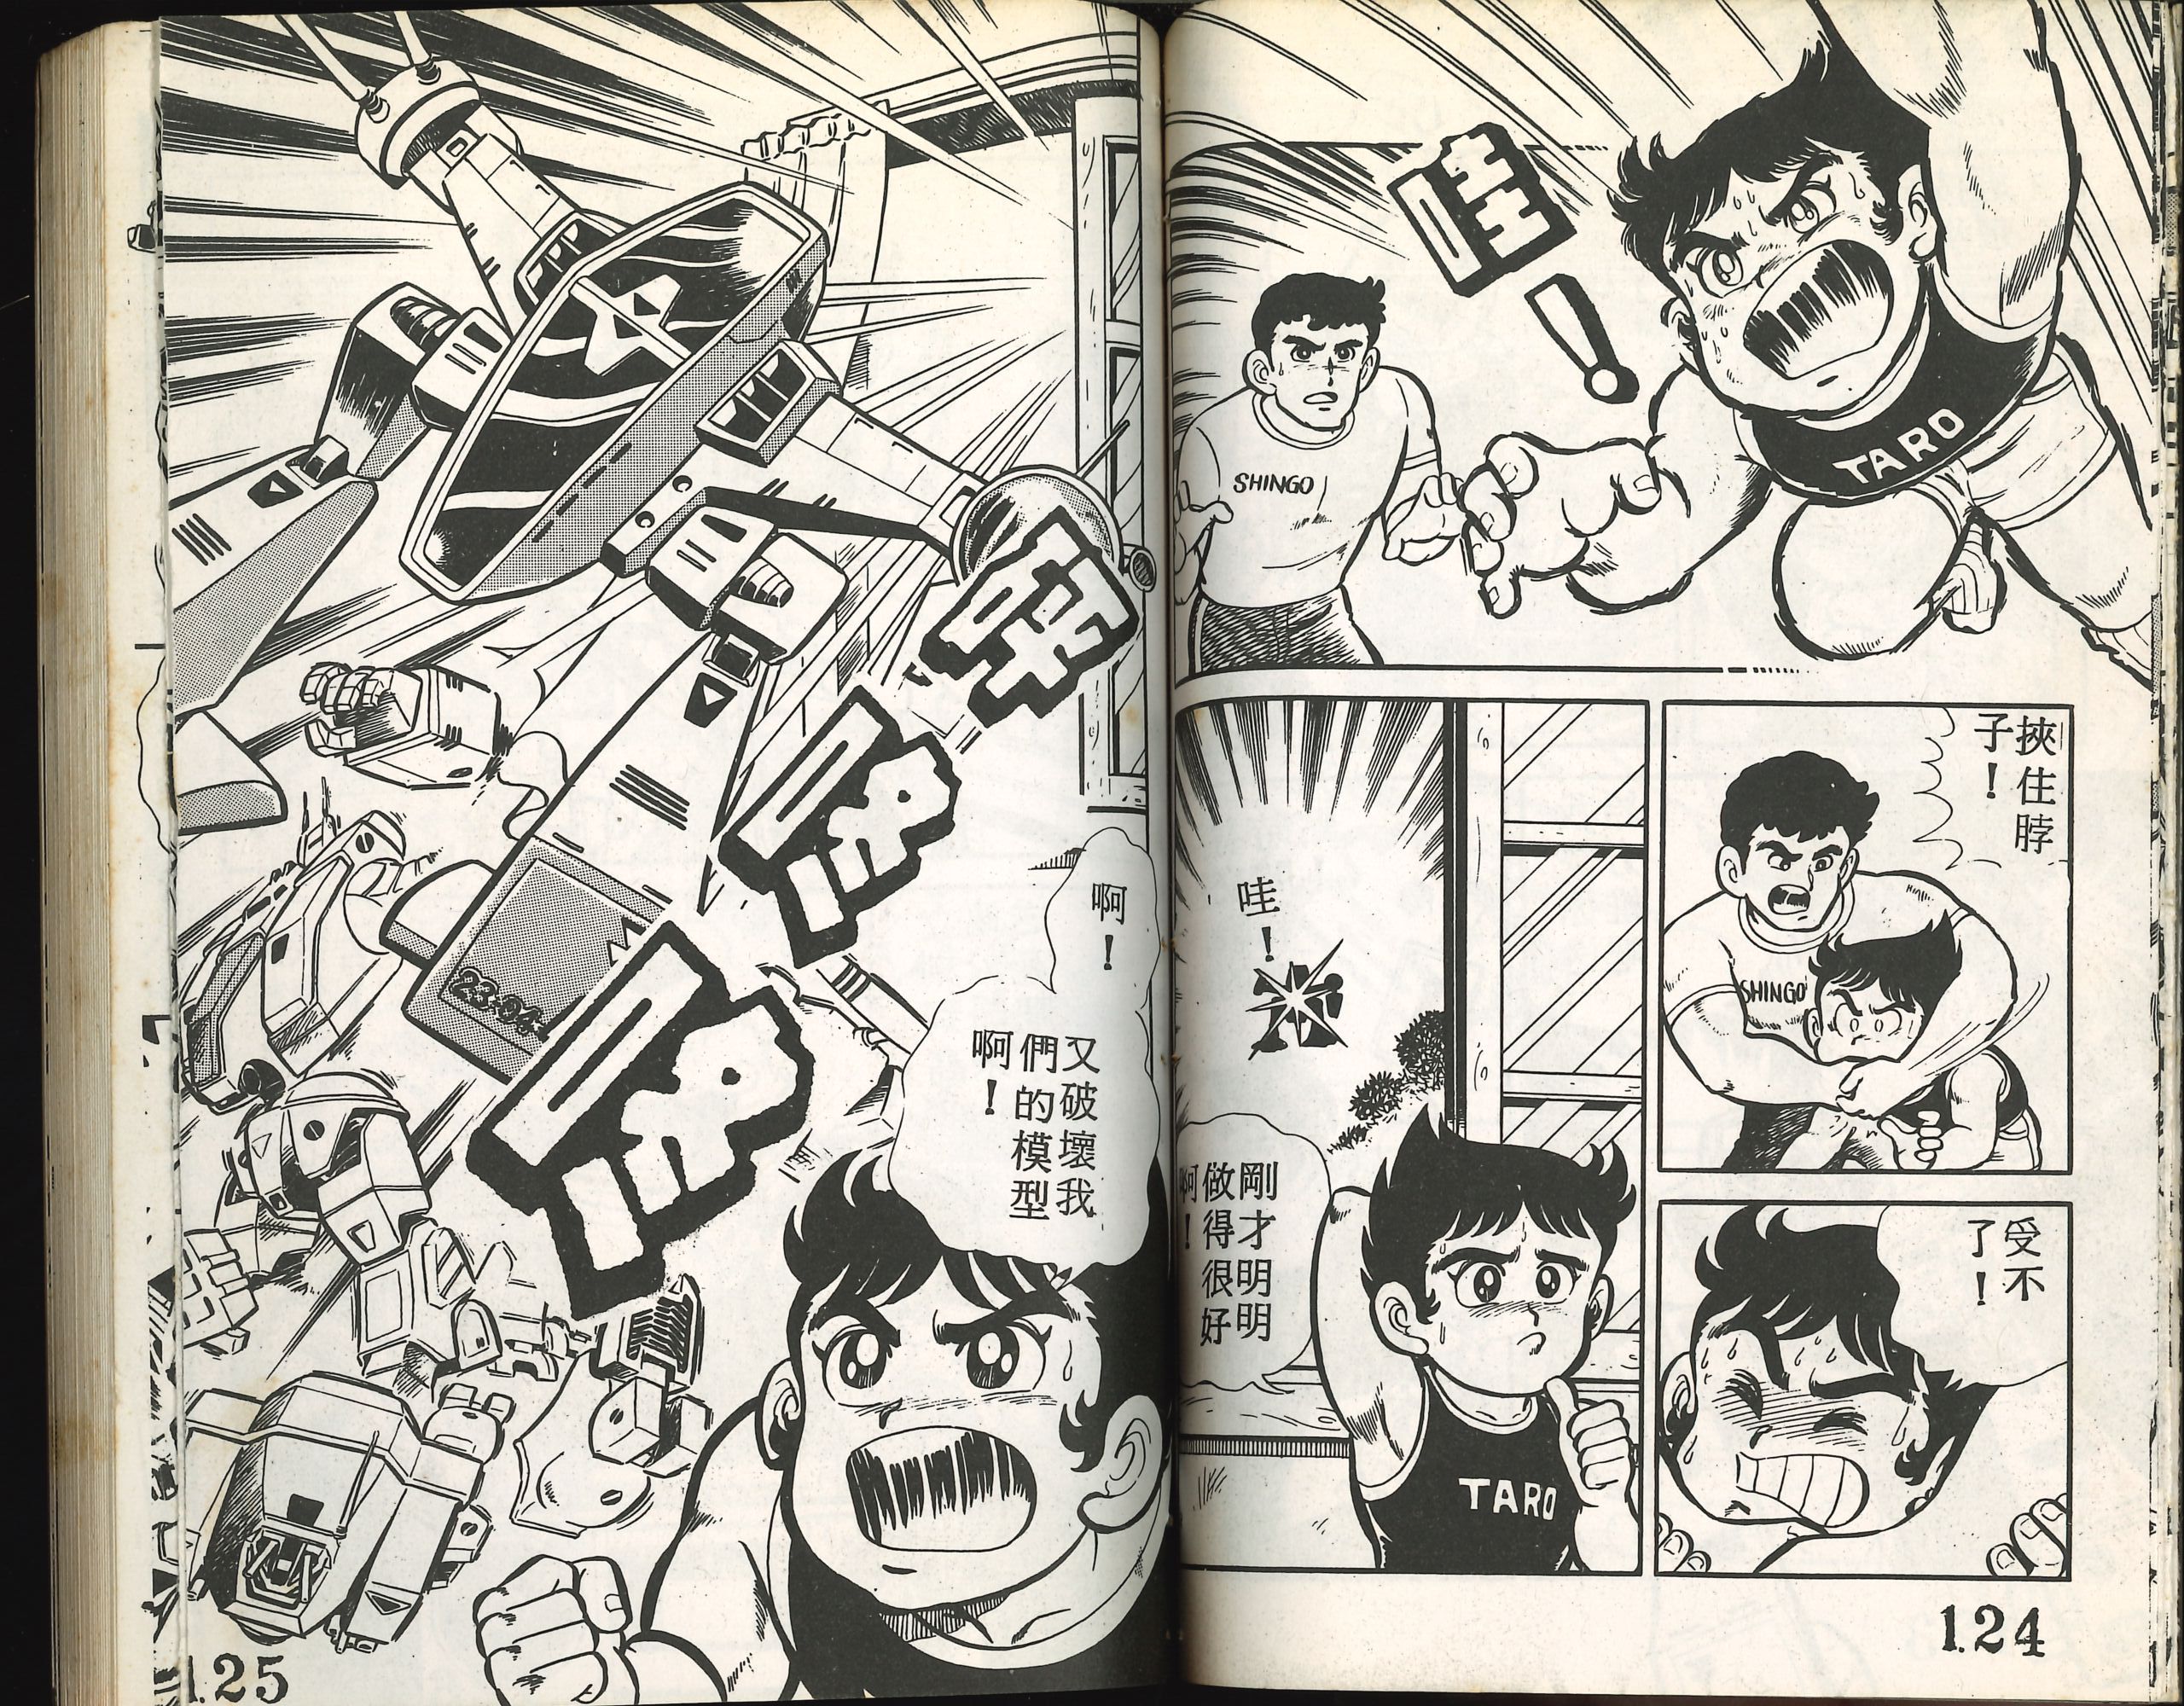 哇！
TARO
SHINGO
挾住脖
子！
SHINGO
受不
了！
哇！
剛才明明
做得很好
啊！
TARO
124
啊！
又破壞我
們的模型
啊！
23-04
125